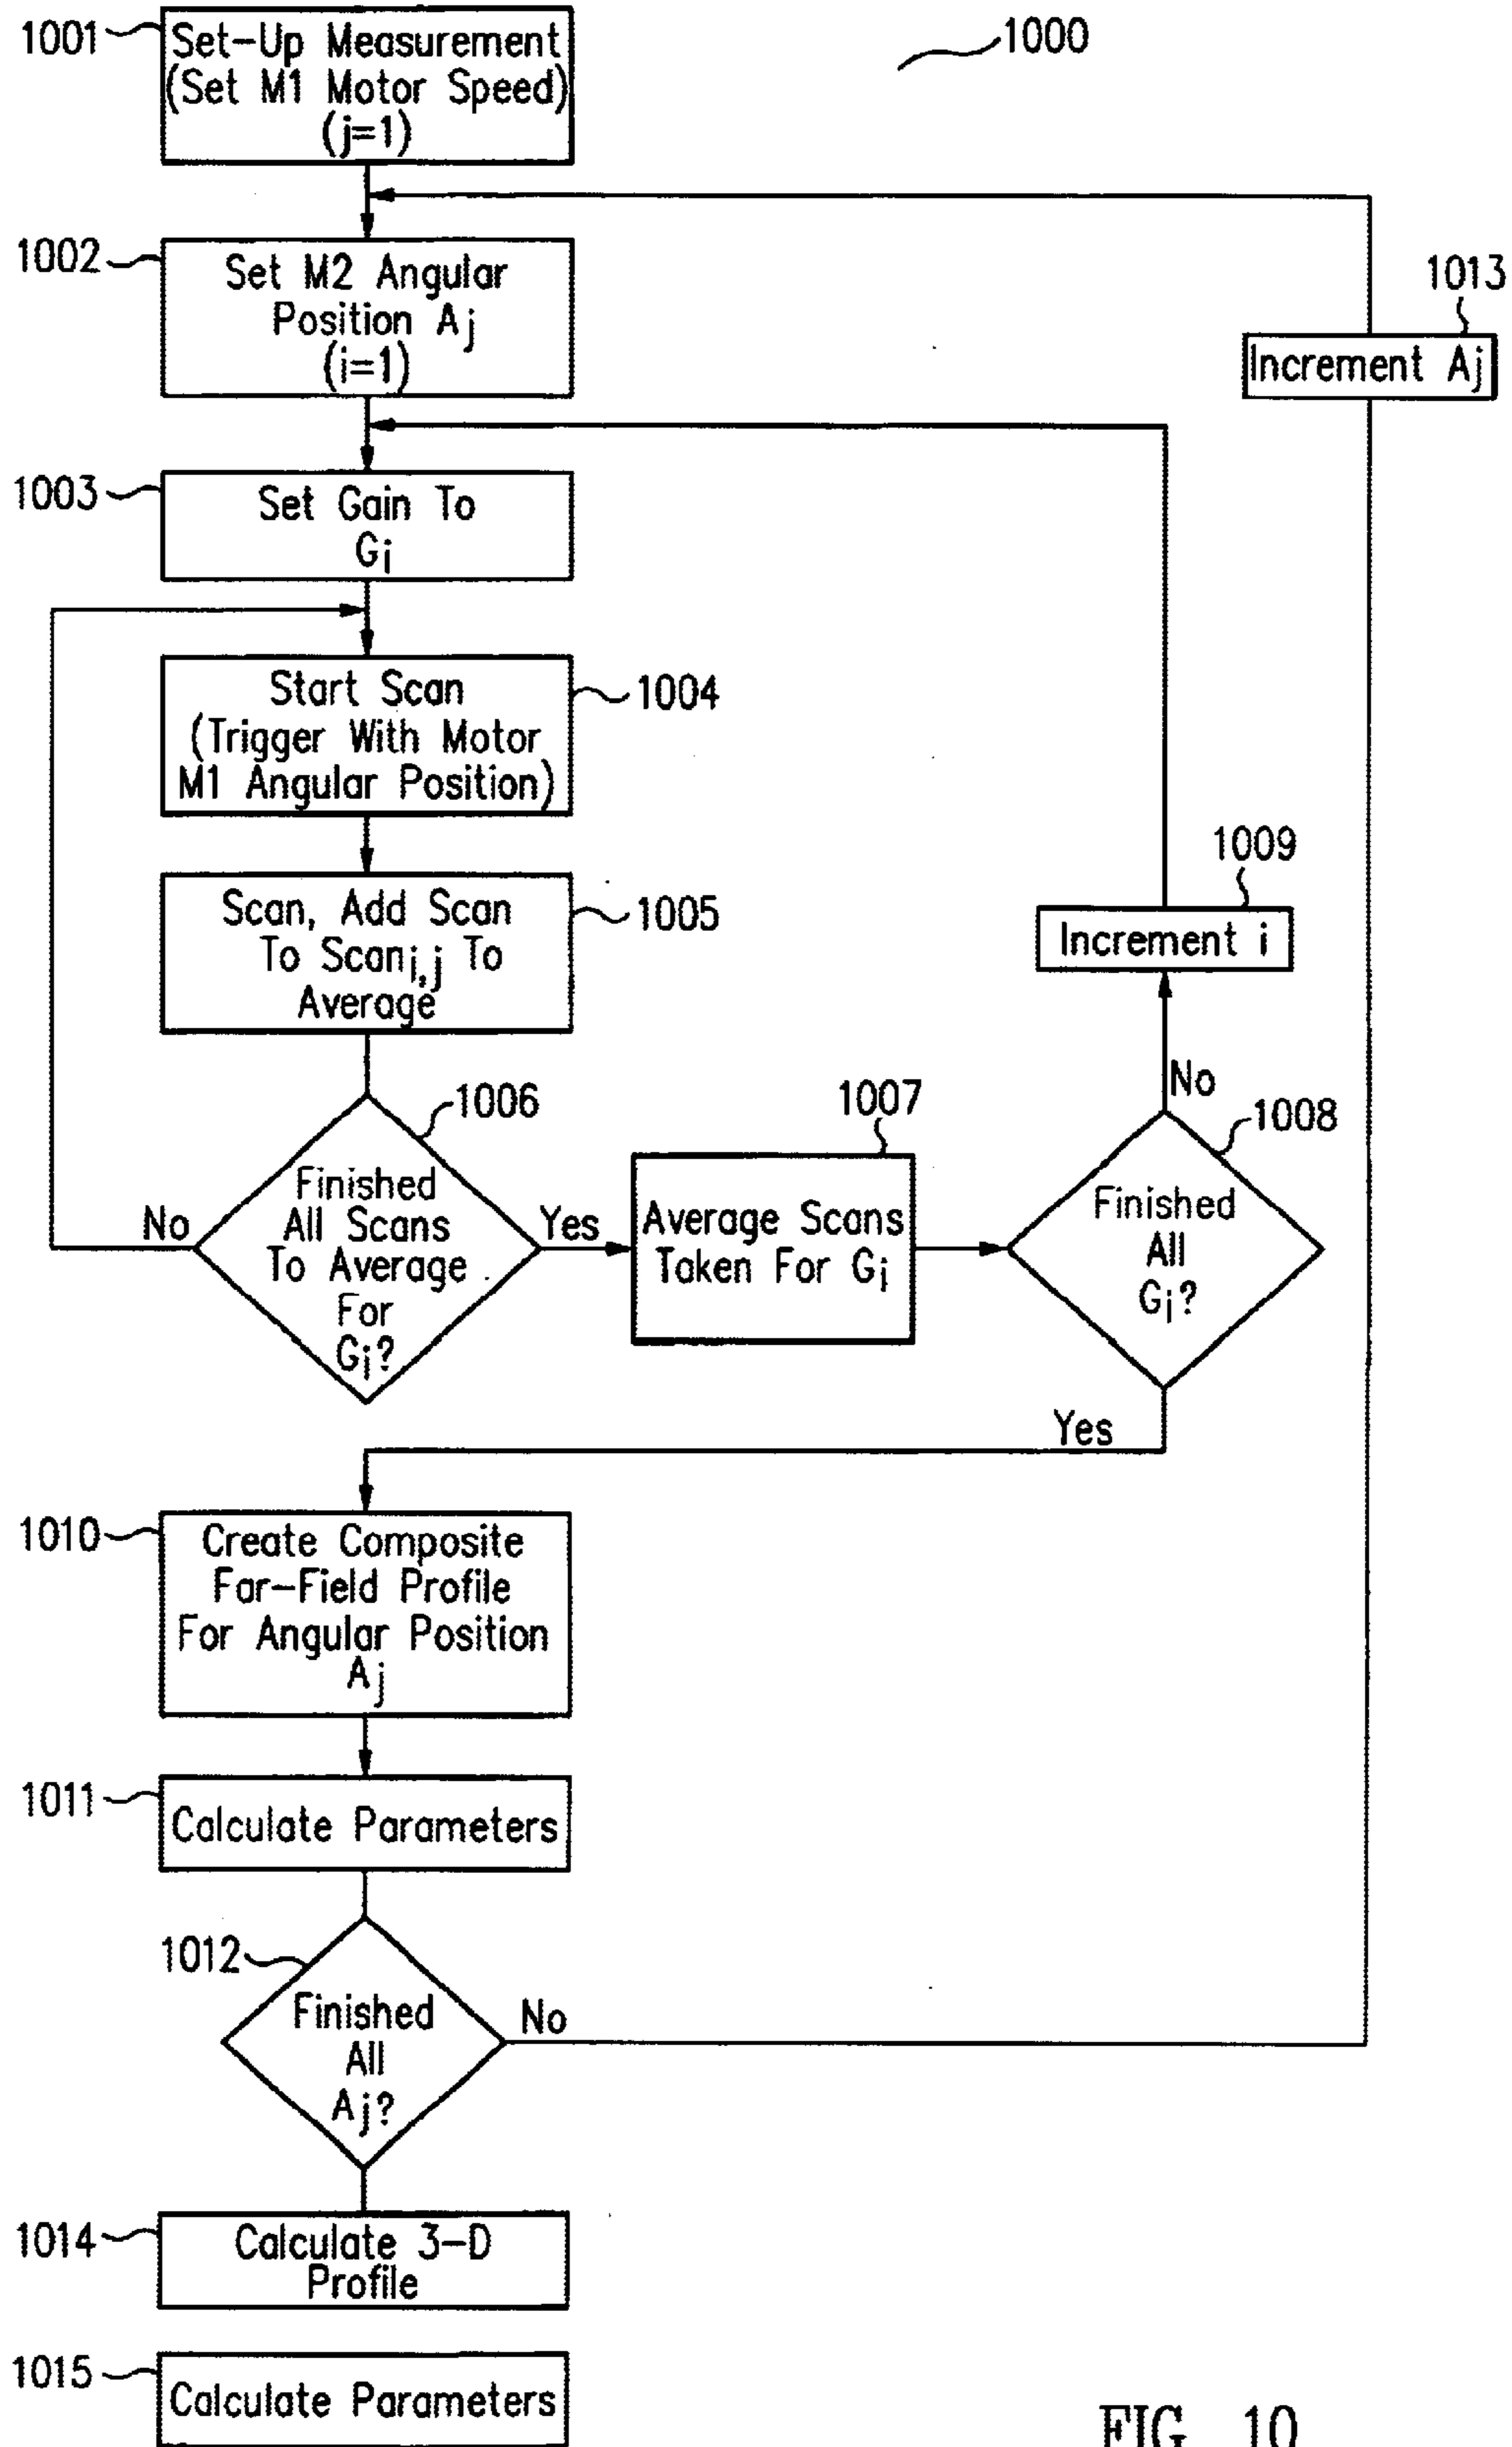 1001
Set-Up Measurement
(Set M1 Motor Speed)
(j=1)
1000
1002
Set M2 Angular
Position Aj
(i=1)
1013
Increment Aj
1003
Set Gain To
Gi
Start Scan
(Trigger With Motor
M1 Angular Position)
1004
Scan, Add Scan
To Scani,j To
Average
1005
1009
Increment i
1006
Finished
All Scans
To Average
For
Gi?
No
Yes
1007
Average Scans
Taken For Gi
No
1008
Finished
All
Gi?
Yes
1010
Create Composite
Far-Field Profile
For Angular Position
Aj
1011
Calculate Parameters
1012
Finished
All
Aj?
No
1014
Calculate 3-D
Profile
1015
Calculate Parameters
FIG. 10